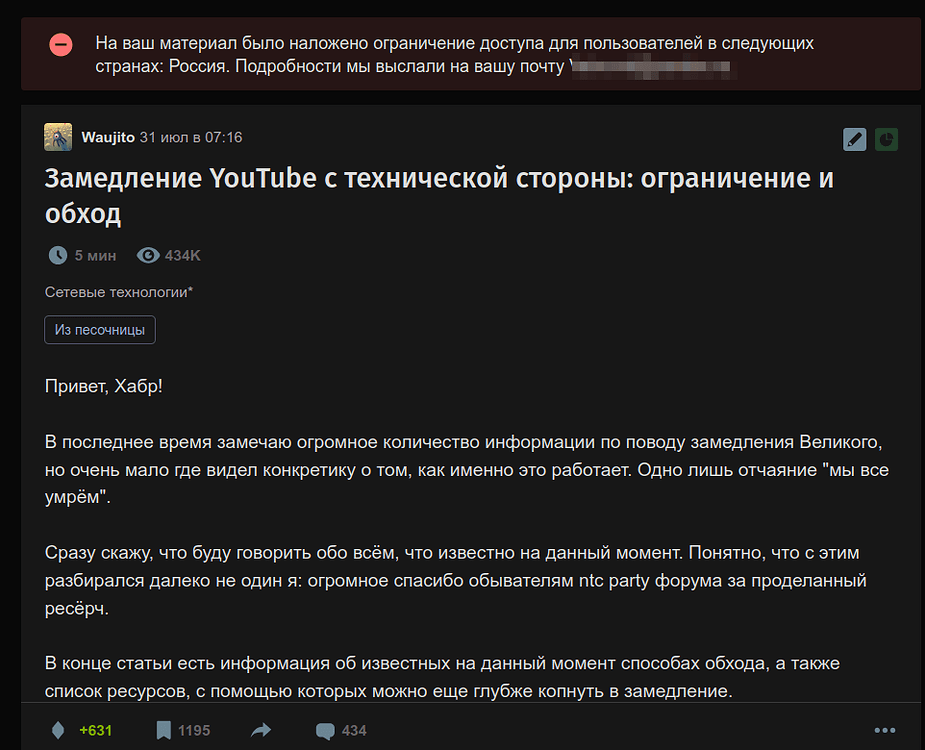 На ваш материал было наложено ограничение доступа для пользователей в следующих
странах: Россия. Подробности мы выслали на вашу почту
Waujito 31 июл в 07:16
Замедление YouTube с технической стороны: ограничение и
обход
5 мин 434K
Сетевые технологии*
Из песочницы
Привет, Хабр!
В последнее время замечаю огромное количество информации по поводу замедления Великого,
но очень мало где видел конкретику о том, как именно это работает. Одно лишь отчаяние "мы все
умрём".
Сразу скажу, что буду говорить обо всём, что известно на данный момент. Понятно, что с этим
разбирался далеко не один я: огромное спасибо обывателям ntc party форума за проделанный
ресёрч.
В конце статьи есть информация об известных на данный момент способах обхода, а также
список ресурсов, с помощью которых можно еще глубже копнуть в замедление.
+631 1195 434